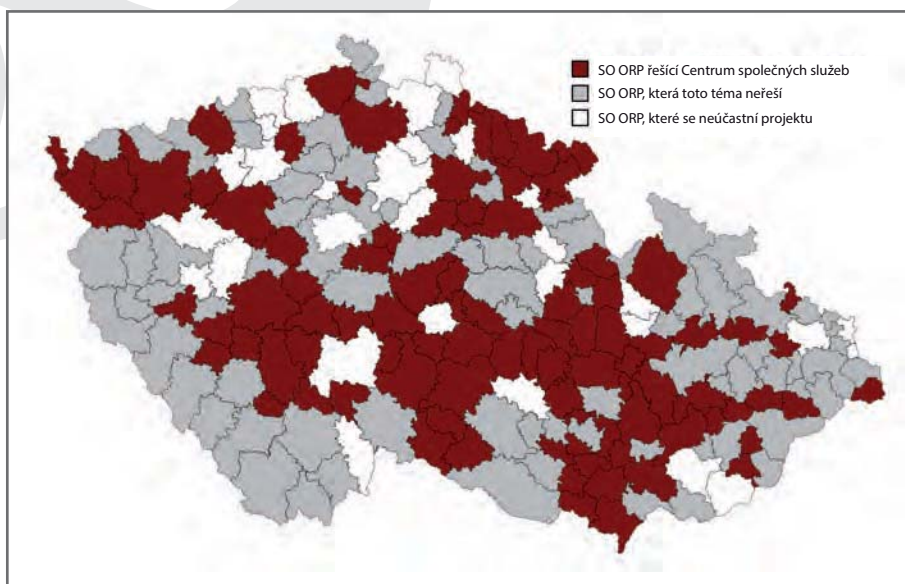 SO ORP řešící Centrum společných služeb
SO ORP, která toto téma neřeší
SO ORP, které se neúčastní projektu